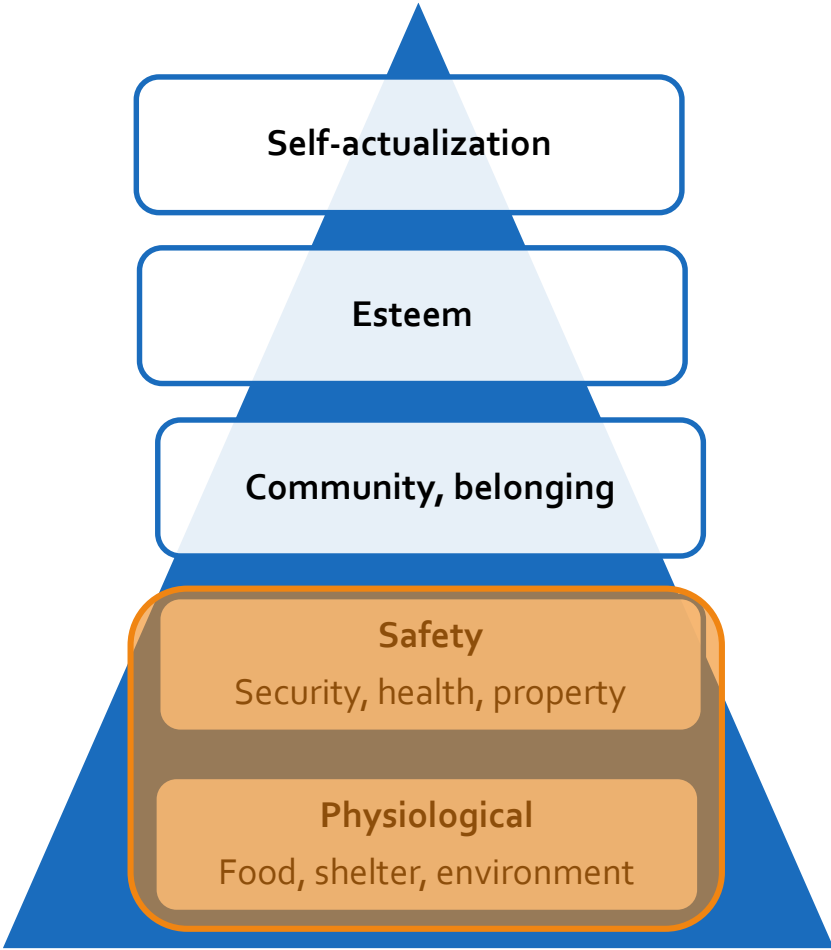 Self-actualization
Esteem
Community, belonging
Safety
Security, health, property
Physiological
Food, shelter, environment